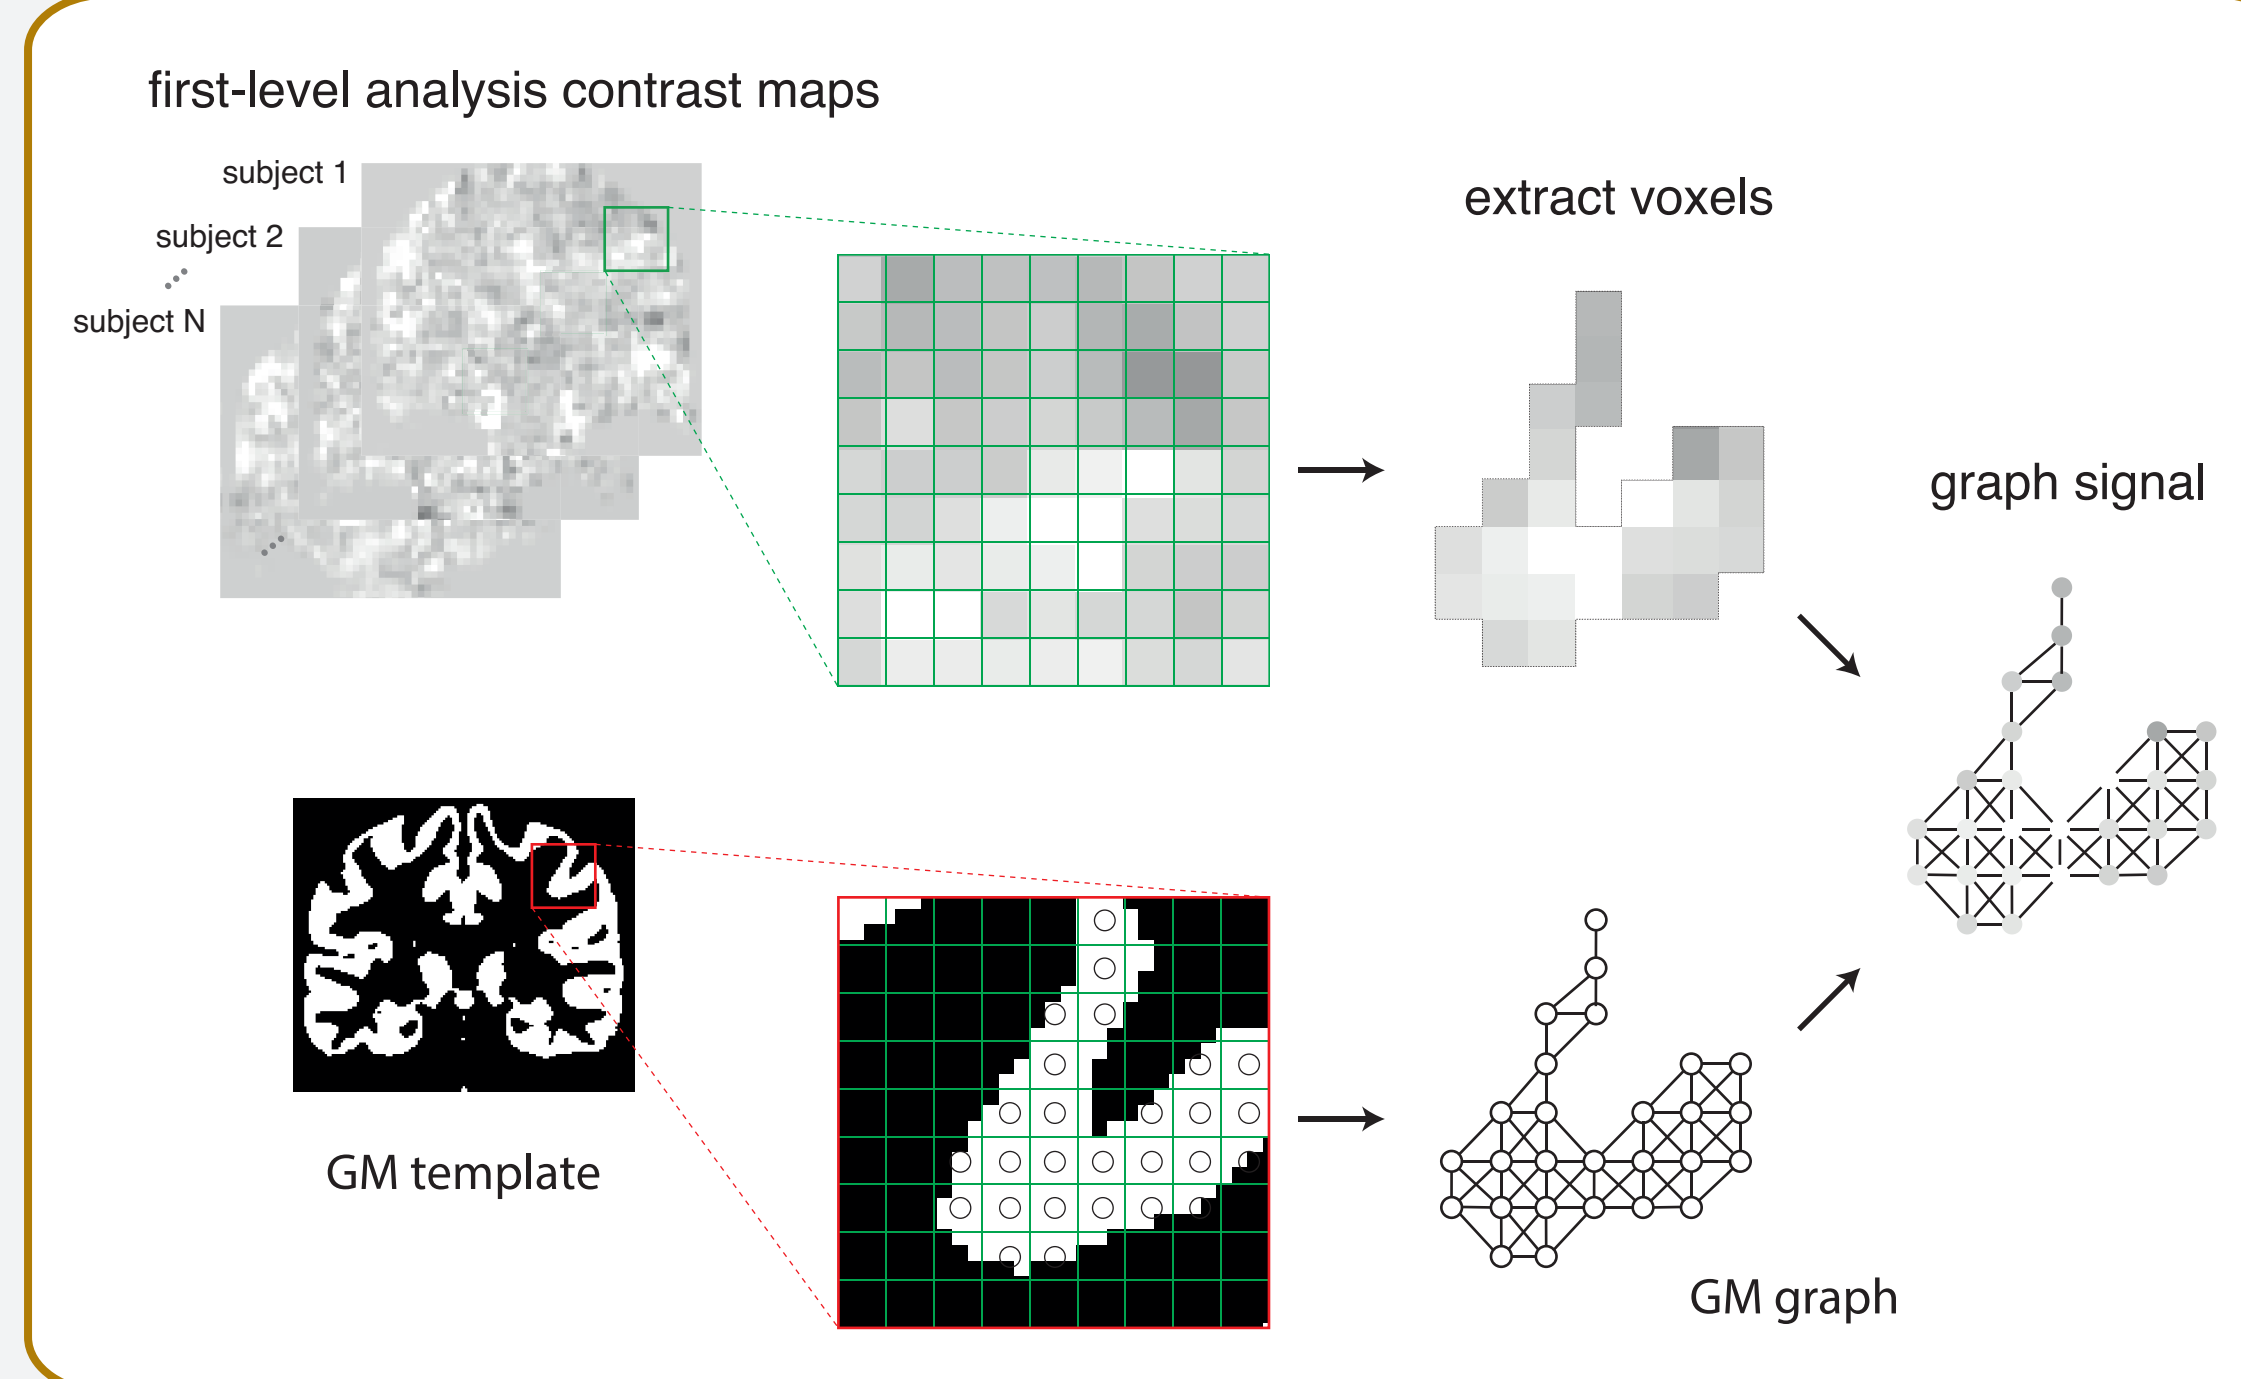 first-level analysis contrast maps
subject 1
subject 2
subject N
extract voxels
graph signal
GM template
GM graph